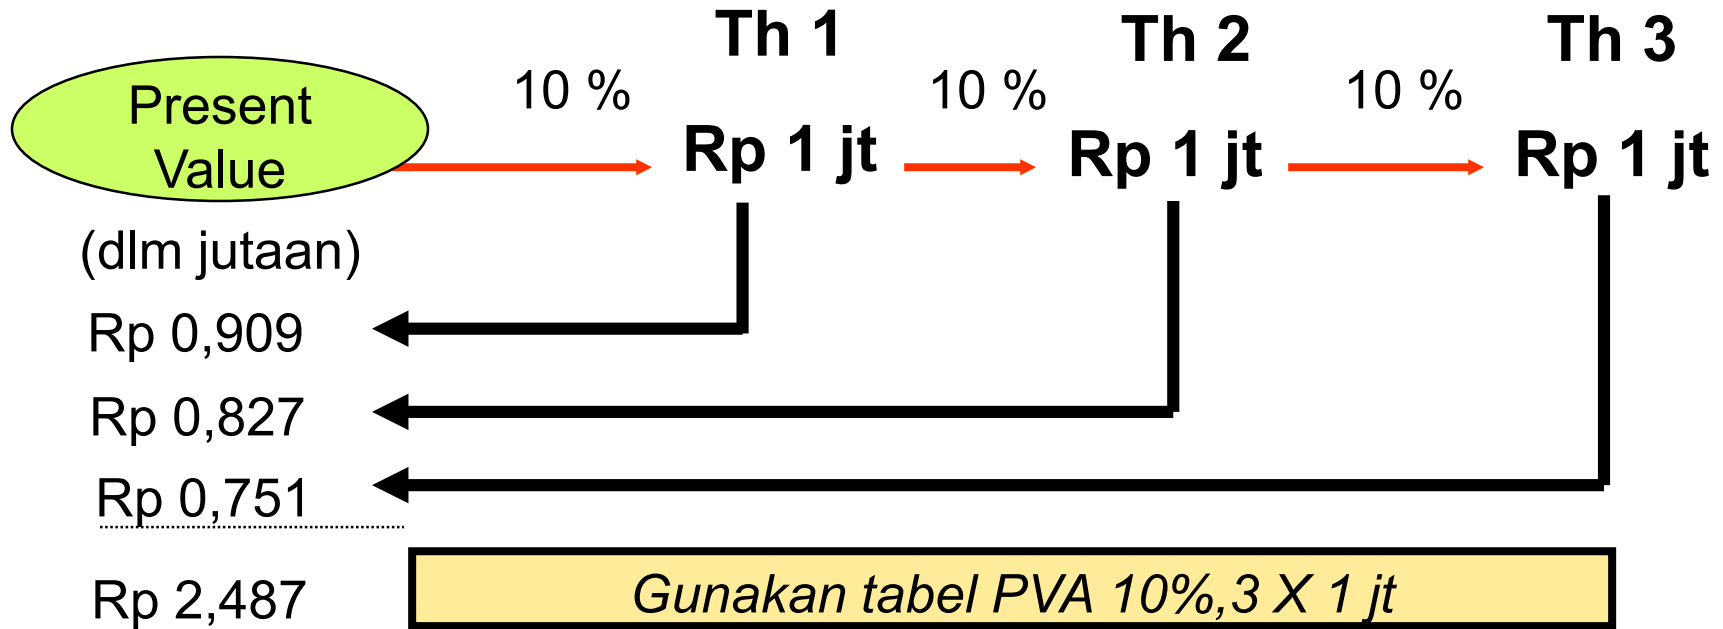 Th 1 Th 2 Th 3
10 % 10 % 10 %
Present
Value
Rp 1 jt Rp 1 jt Rp 1 jt
(dlm jutaan)
Rp 0,909
Rp 0,827
Rp 0,751
Rp 2,487 Gunakan tabel PVA 10%,3 X 1 jt